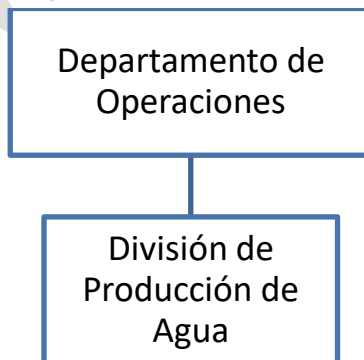 Departamento de
Operaciones
División de
Producción de
Agua